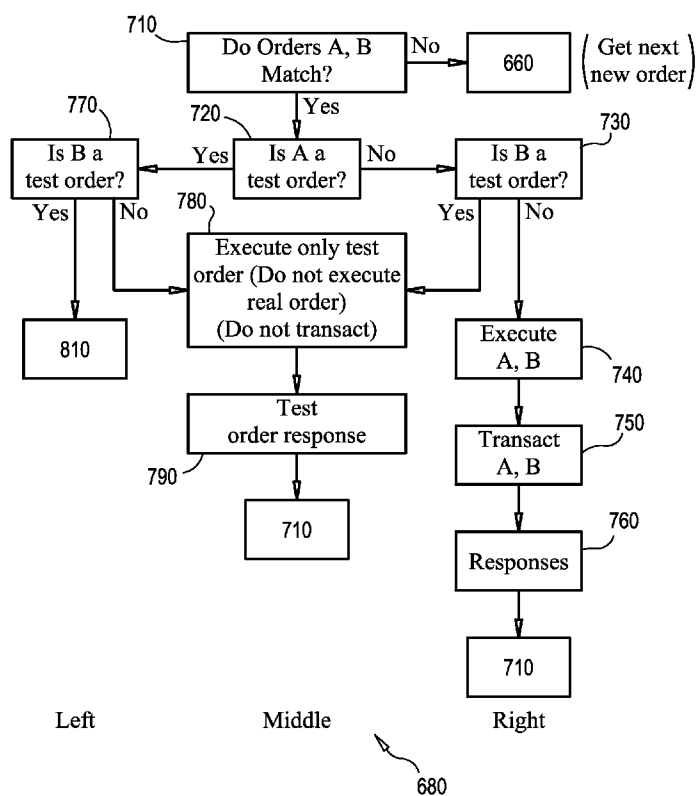 710
Do Orders A, B
Match?
No
660
(Get next
new order)
Yes
770
720
730
Is B a
test order?
Yes
Is A a
test order?
No
Is B a
test order?
Yes
No
780
Yes
No
Execute only test
order (Do not execute
real order)
(Do not transact)
810
Execute
A, B
740
Test
order response
790
750
Transact
A, B
710
760
Responses
710
Left
Middle
Right
680